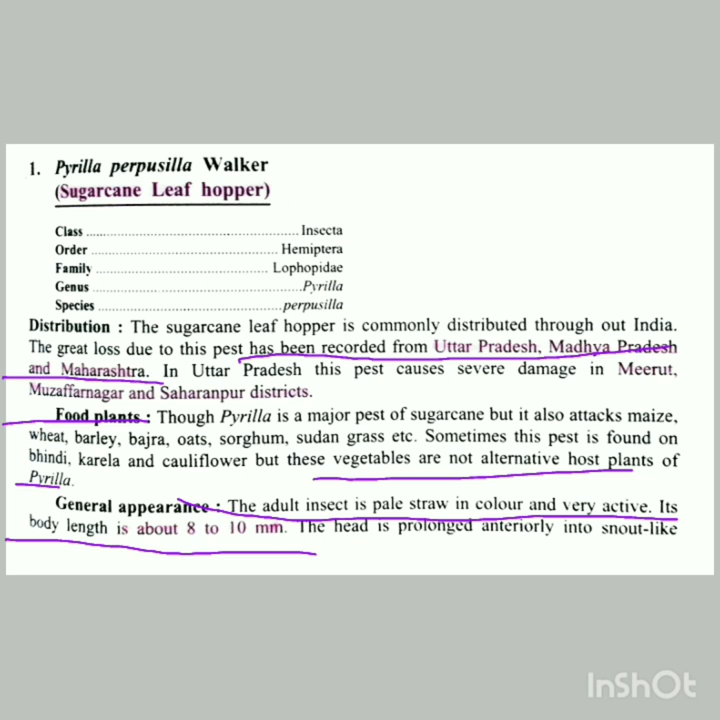 1. Pyrilla perpusilla Walker
(Sugarcane Leaf hopper)
Class ........................................................................ Insecta
Order ............................................................... Hemiptera
Family .......................................................... Lophopidae
Genus .......................................................................Pyrilla
Species ..............................................................perpusilla
Distribution : The sugarcane leaf hopper is commonly distributed through out India.
The great loss due to this pest has been recorded from Uttar Pradesh, Madhya Pradesh
and Maharashtra. In Uttar Pradesh this pest causes severe damage in Meerut,
Muzaffarnagar and Saharanpur districts.
Food plants : Though Pyrilla is a major pest of sugarcane but it also attacks maize,
wheat, barley, bajra, oats, sorghum, sudan grass etc. Sometimes this pest is found on
bhindi, karela and cauliflower but these vegetables are not alternative host plants of
Pyrilla.
General appearance : The adult insect is pale straw in colour and very active. Its
body length is about 8 to 10 mm. The head is prolonged anteriorly into snout-like
InShOt